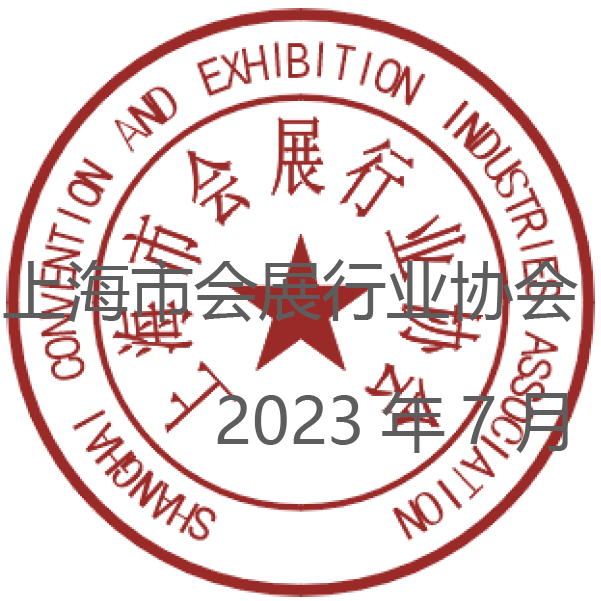 SHANGHAI CONVENTION AND EXHIBITION INDUSTRIES ASSOCIATION
上海市会展行业协会
上海市会展行业协会
2023 年 7 月